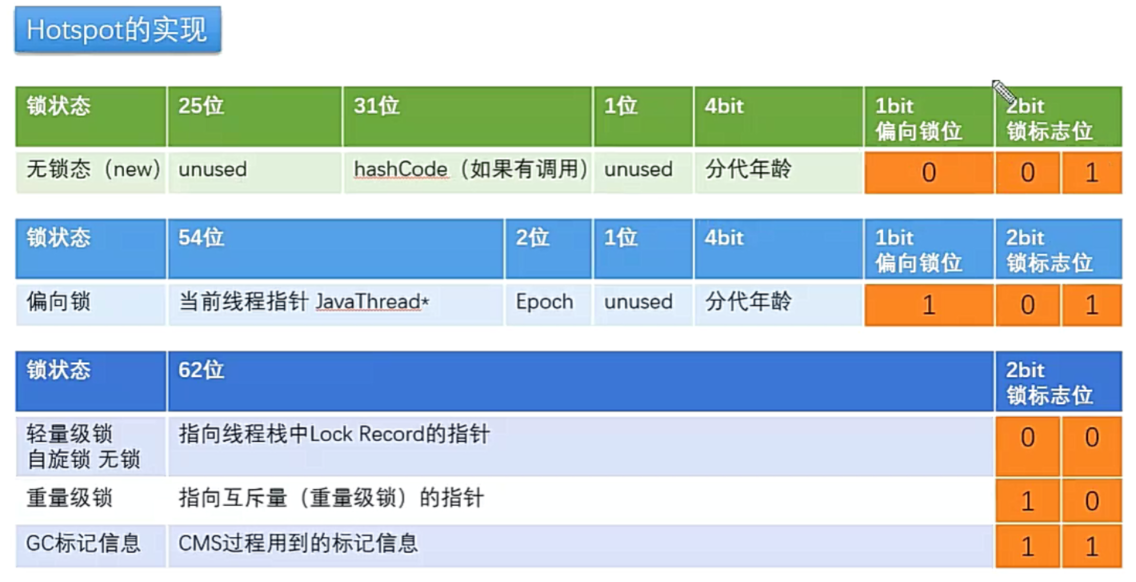 Hotspot的实现
锁状态 25位 31位 1位 4bit 1bit 2bit
偏向锁位 锁标志位
无锁态（new） unused hashCode（如果有调用） unused 分代年龄 0 0 1
锁状态 54位 2位 1位 4bit 1bit 2bit
偏向锁位 锁标志位
偏向锁 当前线程指针 JavaThread* Epoch unused 分代年龄 1 0 1
锁状态 62位 2bit
锁标志位
轻量级锁 指向线程栈中Lock Record的指针 0 0
自旋锁 无锁
重量级锁 指向互斥量（重量级锁）的指针 1 0
GC标记信息 CMS过程用到的标记信息 1 1